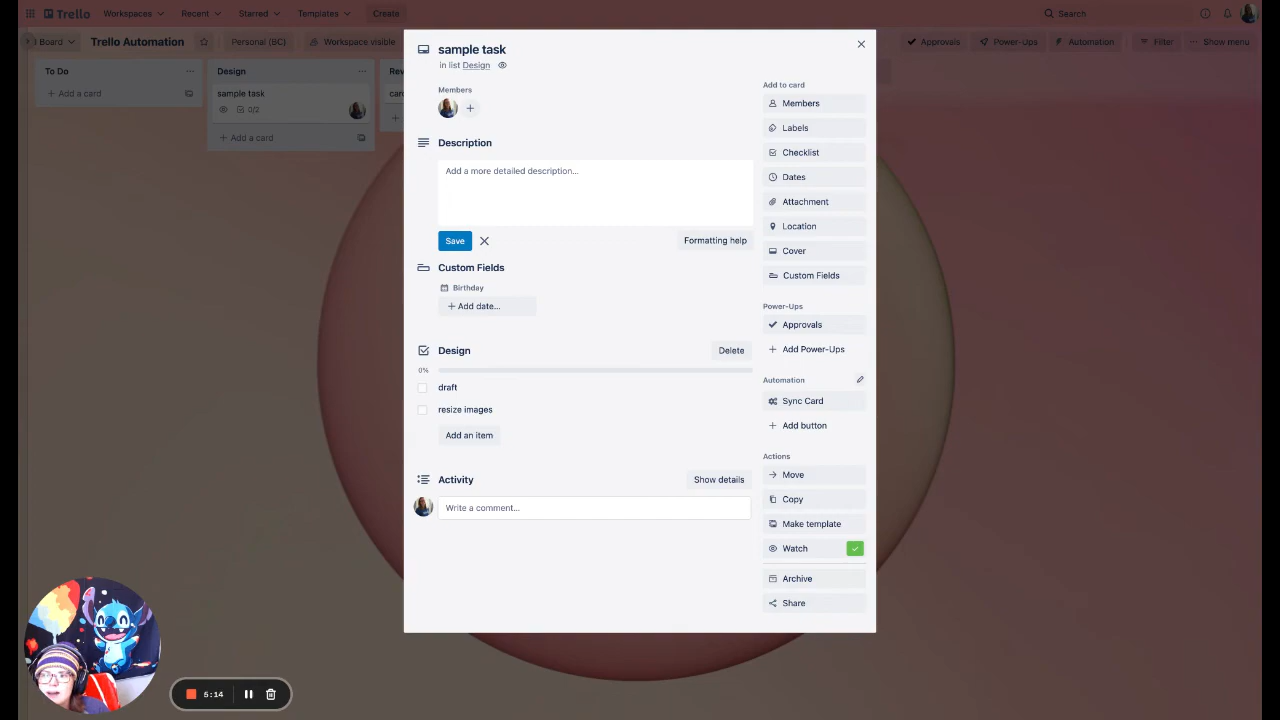 Trello
Workspaces
Recent
Starred
Templates
Create
Search
Board
Trello Automation
Personal (BC)
Workspace visible
Approvals
Power-Ups
Automation
Filter
Show menu
To Do
Add a card
Design
sample task
0/2
Add a card
sample task
in list Design
Members
Description
Add a more detailed description...
Save
Formatting help
Custom Fields
Birthday
Add date...
Design
Delete
0%
draft
resize images
Add an item
Activity
Show details
Write a comment...
Add to card
Members
Labels
Checklist
Dates
Attachment
Location
Cover
Custom Fields
Power-Ups
Approvals
Add Power-Ups
Automation
Sync Card
Add button
Actions
Move
Copy
Make template
Watch
Archive
Share
5:14